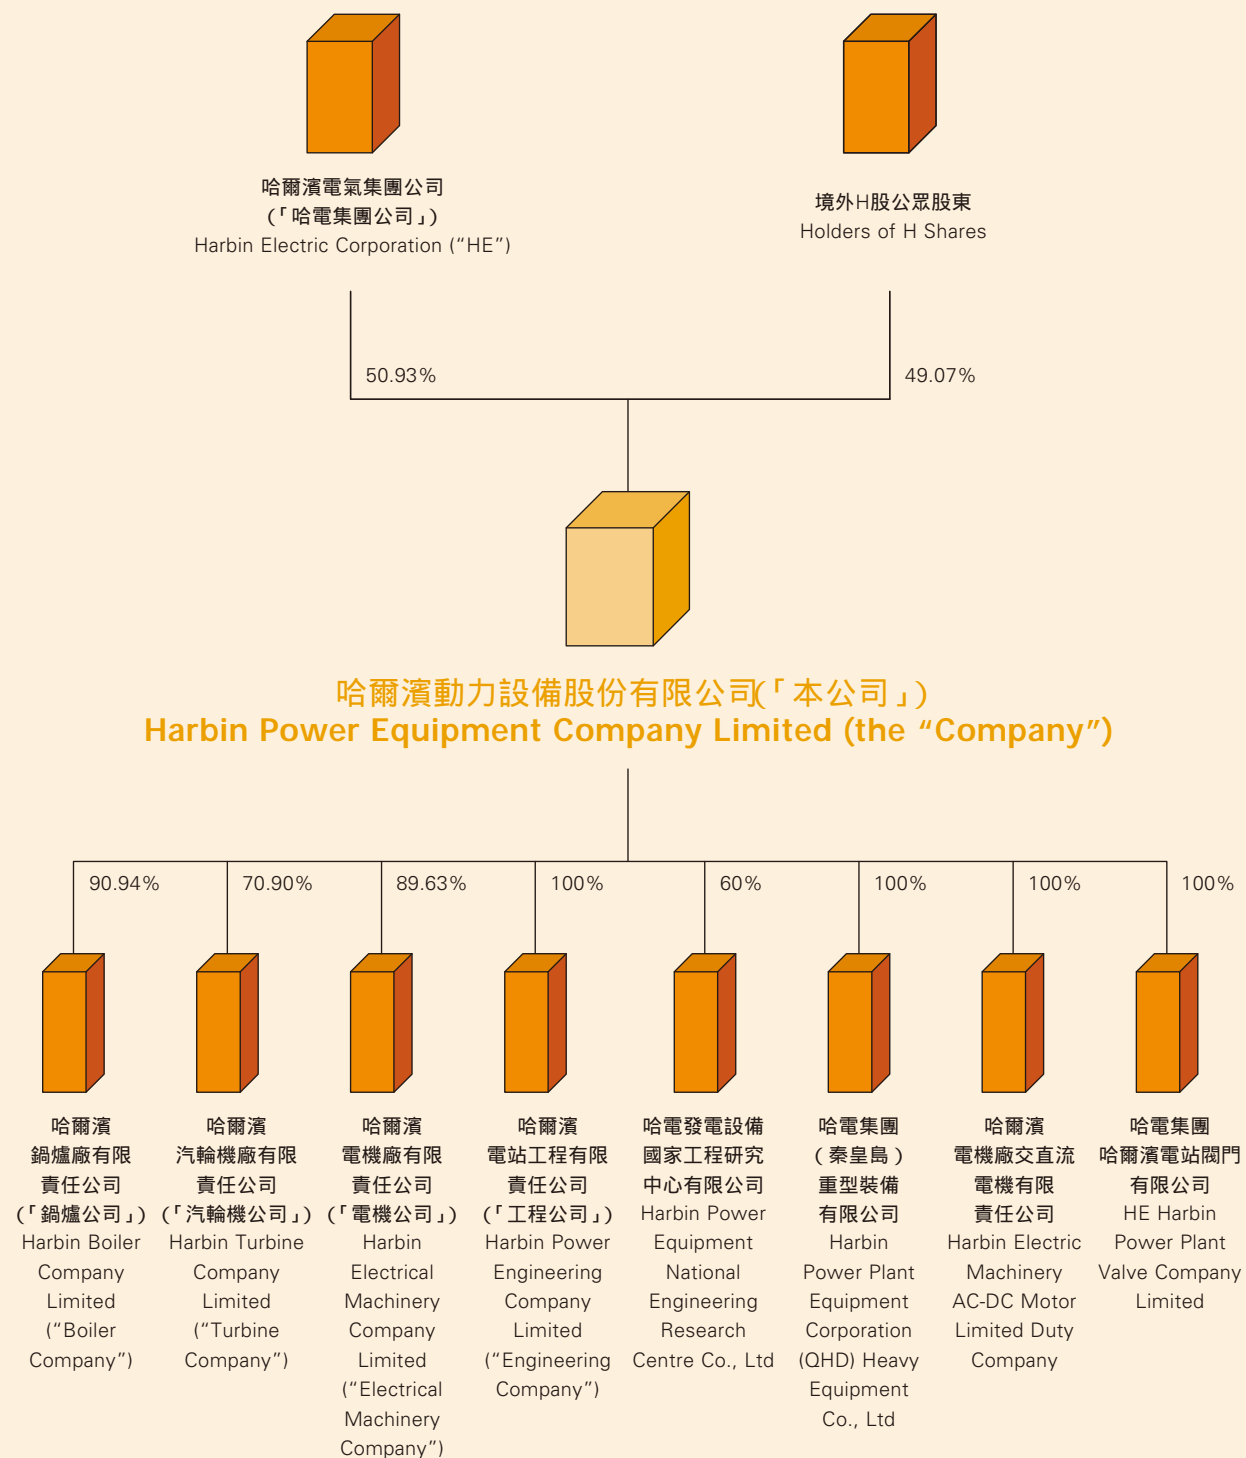 哈爾濱電氣集團公司
(「哈電集團公司」)
Harbin Electric Corporation (“HE”)
境外H股公眾股東
Holders of H Shares
50.93%
49.07%
哈爾濱動力設備股份有限公司(「本公司」)
Harbin Power Equipment Company Limited (the “Company”)
90.94%
70.90%
89.63%
100%
60%
100%
100%
100%
哈爾濱
鍋爐廠有限
責任公司
(「鍋爐公司」)
Harbin Boiler
Company
Limited
(“Boiler
Company”)
哈爾濱
汽輪機廠有限
責任公司
(「汽輪機公司」)
Harbin Turbine
Company
Limited
(“Turbine
Company”)
哈爾濱
電機廠有限
責任公司
(「電機公司」)
Harbin
Electrical
Machinery
Company
Limited
(“Electrical
Machinery
Company”)
哈爾濱
電站工程有限
責任公司
(「工程公司」)
Harbin Power
Engineering
Company
Limited
(“Engineering
Company”)
哈電發電設備
國家工程研究
中心有限公司
Harbin Power
Equipment
National
Engineering
Research
Centre Co., Ltd
哈電集團
(秦皇島)
重型裝備
有限公司
Harbin
Power Plant
Equipment
Corporation
(QHD) Heavy
Equipment
Co., Ltd
哈爾濱
電機廠交直流
電機有限
責任公司
Harbin Electric
Machinery
AC-DC Motor
Limited Duty
Company
哈電集團
哈爾濱電站閥門
有限公司
HE Harbin
Power Plant
Valve Company
Limited